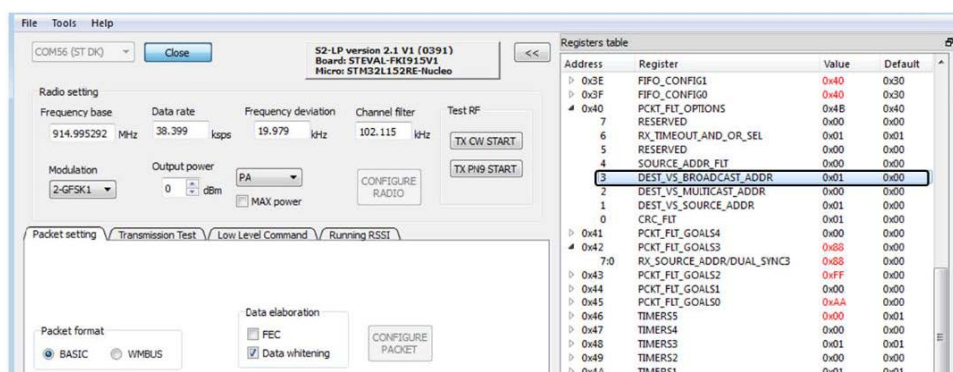 File Tools Help
COM56 (ST DK)
Close
S2-LP version 2.1 V1 (0391)
Board: STEVAL-FKI915V1
Micro: STM32L152RE-Nucleo
<<
Radio setting
Frequency base Data rate Frequency deviation Channel filter Test RF
914.995292 MHz 38.399 ksps 19.979 kHz 102.115 kHz
TX CW START
Modulation Output power
TX PN9 START
2-GFSK1 0 dBm PA
MAX power
CONFIGURE
RADIO
Packet setting Transmission Test Low Level Command Running RSSI
Data elaboration
Packet format
FEC
BASIC WMBUS
Data whitening
CONFIGURE
PACKET
Registers table
Address Register Value Default
0x3E FIFO_CONFIG1 0x40 0x30
0x3F FIFO_CONFIG0 0x40 0x30
0x40 PCKT_FLT_OPTIONS 0x4B 0x40
7 RESERVED 0x00 0x00
6 RX_TIMEOUT_AND_OR_SEL 0x01 0x01
5 RESERVED 0x00 0x00
4 SOURCE_ADDR_FLT 0x00 0x00
3 DEST_VS_BROADCAST_ADDR 0x01 0x00
2 DEST_VS_MULTICAST_ADDR 0x00 0x00
1 DEST_VS_SOURCE_ADDR 0x01 0x00
0 CRC_FLT 0x01 0x00
0x41 PCKT_FLT_GOALS4 0x00 0x00
0x42 PCKT_FLT_GOALS3 0x88 0x00
7:0 RX_SOURCE_ADDR/DUAL_SYNC3 0x88 0x00
0x43 PCKT_FLT_GOALS2 0xFF 0x00
0x44 PCKT_FLT_GOALS1 0x00 0x00
0x45 PCKT_FLT_GOALS0 0xAA 0x00
0x46 TIMERS5 0x00 0x01
0x47 TIMERS4 0x00 0x00
0x48 TIMERS3 0x01 0x01
0x49 TIMERS2 0x00 0x00
0x4A TIMERS1 0x01 0x01